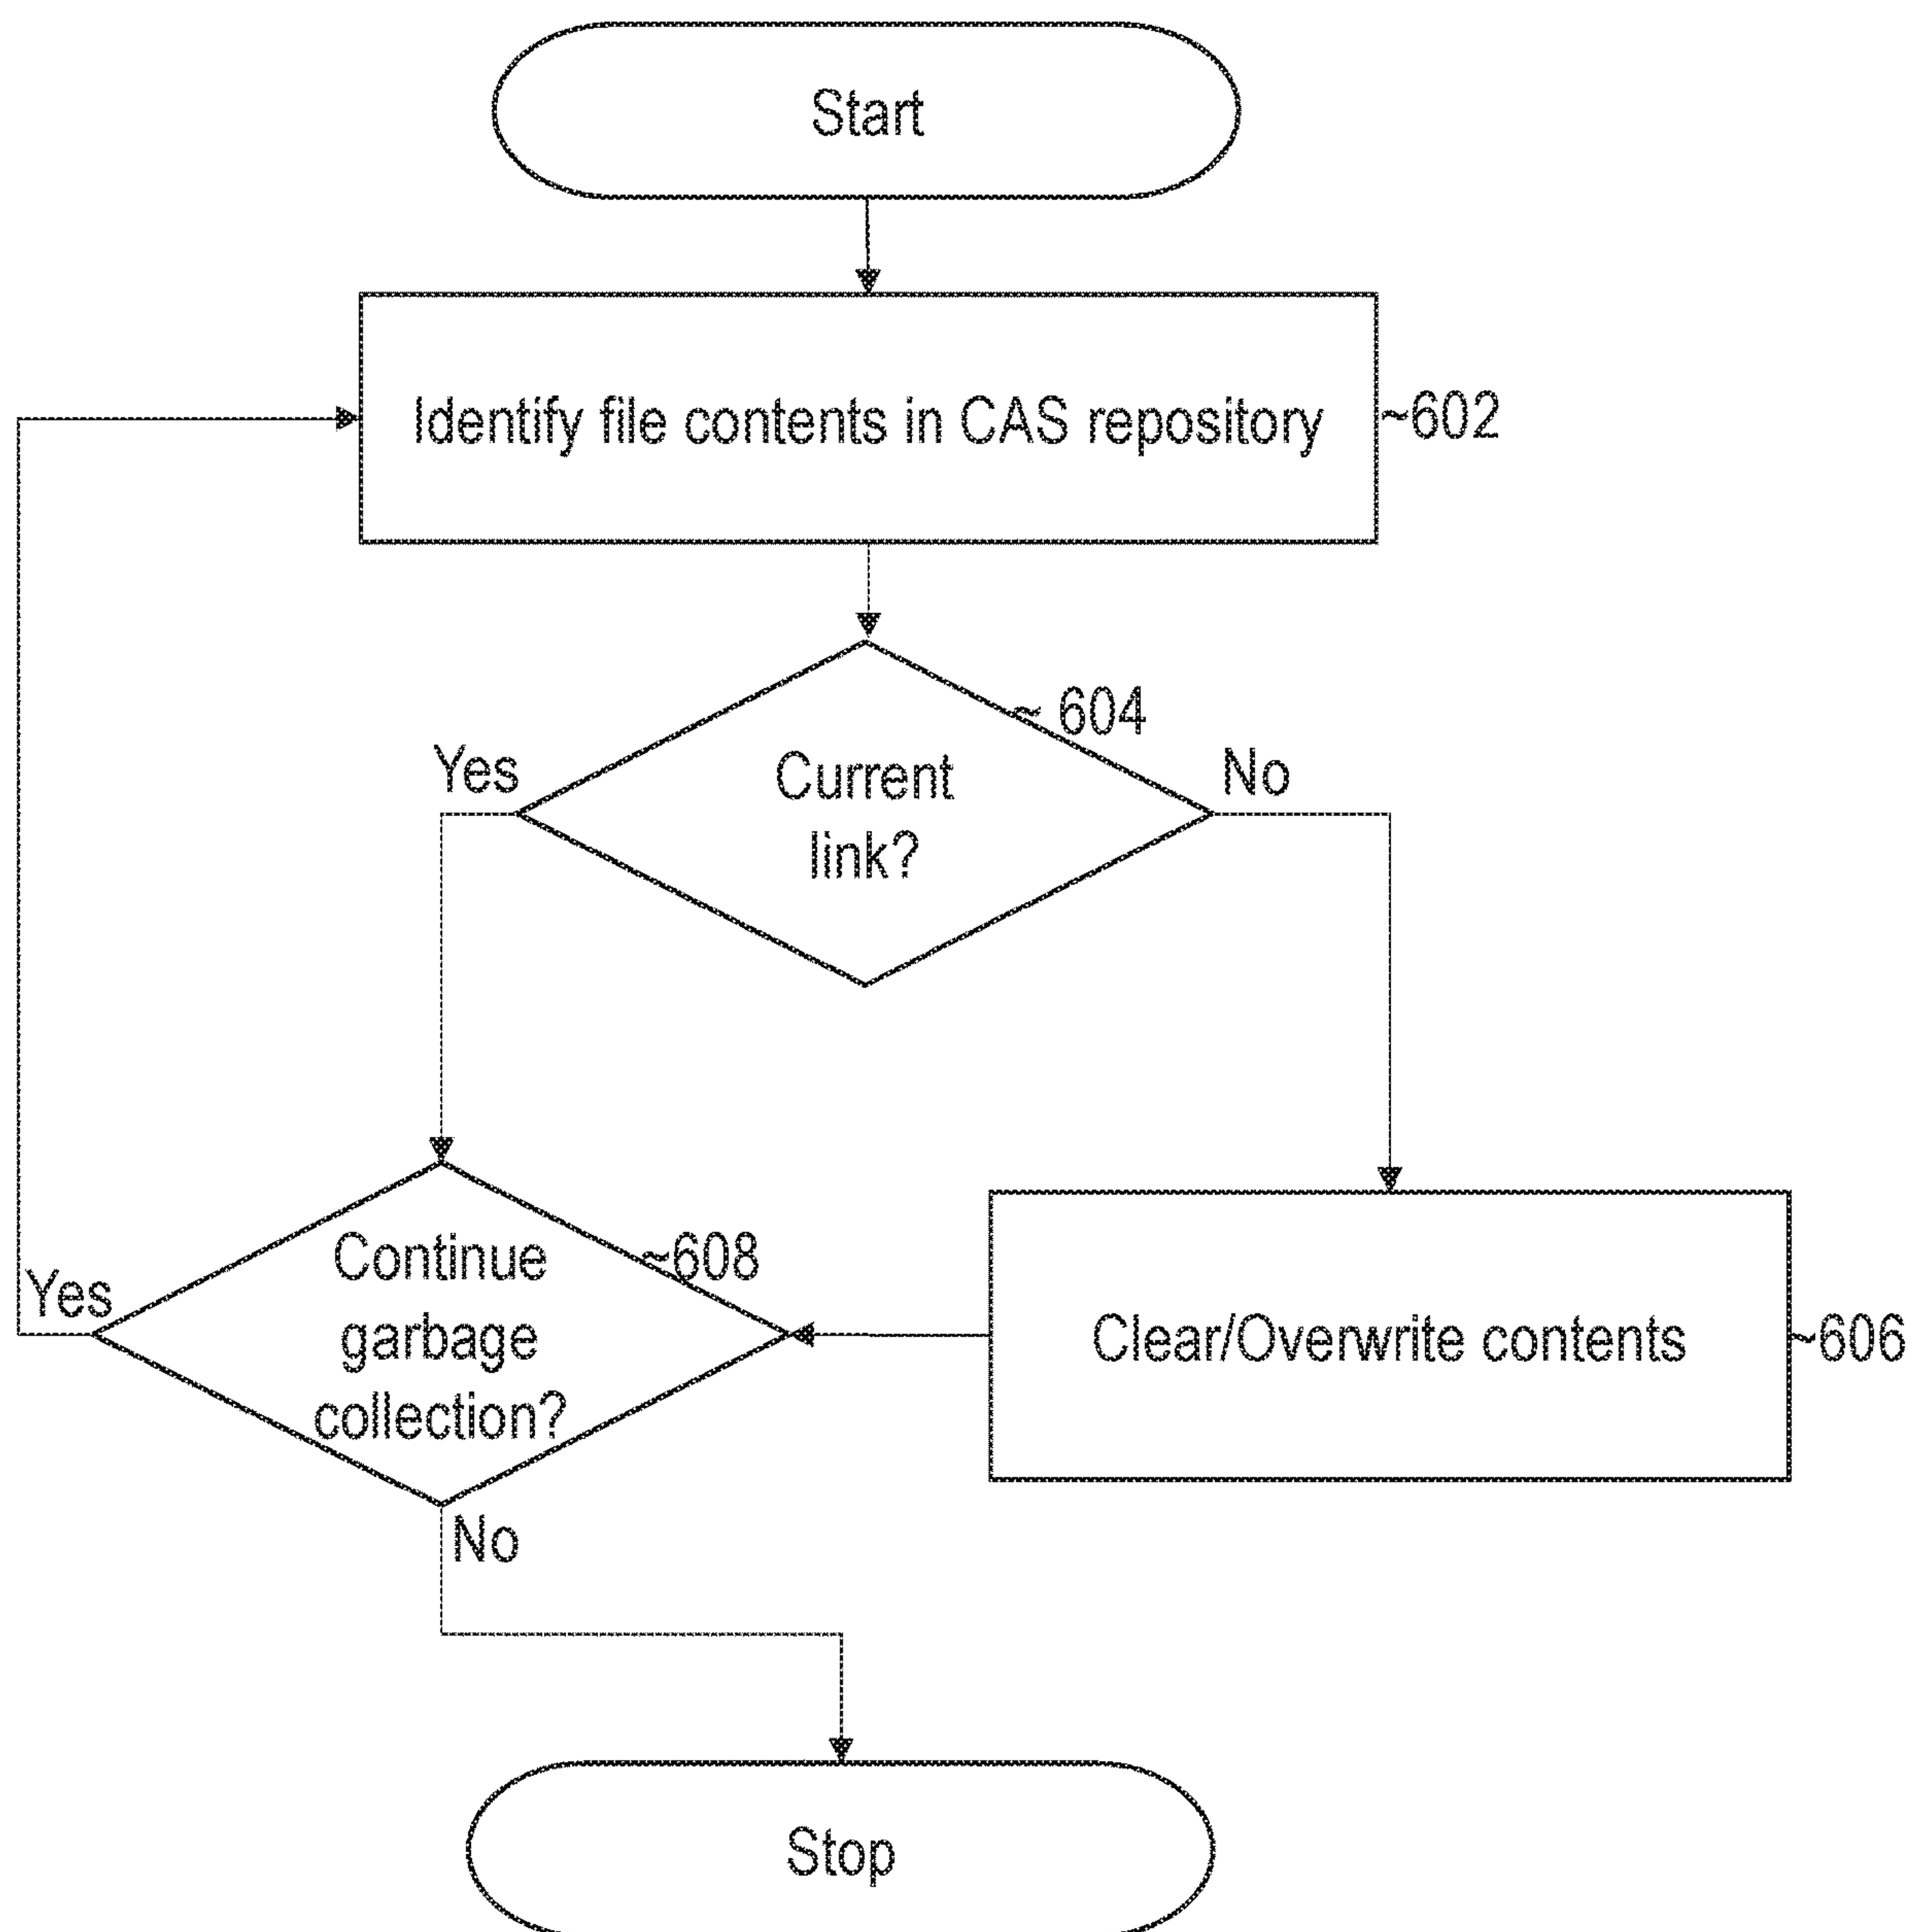 Start
Identify file contents in CAS repository
~602
~ 604
Yes
No
Current
link?
Continue
garbage
collection?
~608
Yes
Clear/Overwrite contents
~606
No
Stop